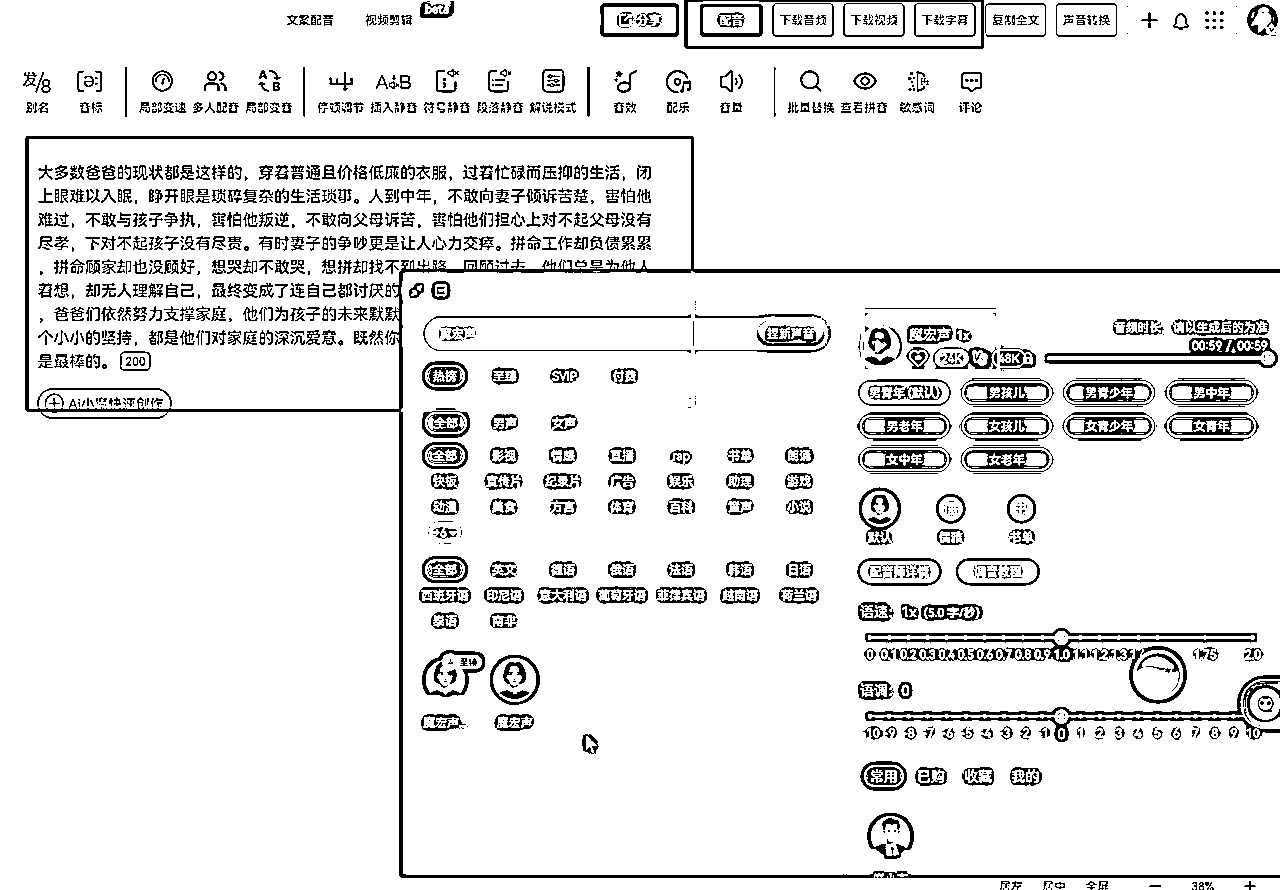 文案配音 视频剪辑 beta 已分享 配音 下载音频 下载视频 下载字幕 复制全文 声音转换
别名 音标 局部变速 多人配音 局部变音 停顿调节 插入静音 符号静音 段落静音 解说模式 音效 配乐 音量 批量替换 查看拼音 敏感词 评论
大多数爸爸的现状都是这样的，穿着普通且价格低廉的衣服，过着忙碌而压抑的生活，闭
上眼难以入眠，睁开眼是琐碎复杂的生活琐事。人到中年，不敢向妻子倾诉苦楚，害怕他
难过，不敢与孩子争执，害怕他叛逆，不敢向父母诉苦，害怕他们担心上对不起父母没有
尽孝，下对不起孩子没有尽责。有时妻子的争吵更是让人心力交瘁。拼命工作却负债累累
，拼命顾家却也没顾好，想哭却不敢哭，想拼却找不到出路，回顾过去，他们总是为他人
着想，却无人理解自己，最终变成了连自己都讨厌的
，爸爸们依然努力支撑家庭，他们为孩子的未来默默
个小小的坚持，都是他们对家庭的深沉爱意。既然你
是最棒的。 200
魔宏声
热榜 至臻 SVIP 付费
全部 男声 女声
全部 影视 情感 直播 rap 书单 朗诵
快板 宣传片 纪录片 广告 娱乐 助理 游戏
动漫 美食 方言 体育 百科 童声 小说
全部 英文 德语 俄语 法语 韩语 日语
西班牙语 印尼语 意大利语 葡萄牙语 菲律宾语 越南语 荷兰语
泰语 南非
至臻
魔宏声 魔宏声
魔宏声 1x
24K 48K
音频时长，请以生成后的为准
00:59 / 00:59
男青年(默认) 男孩儿 男青少年 男中年
男老年 女孩儿 女青少年 女青年
女中年 女老年
默认 书单
配音师详情 调音教程
语速：1x (5.0 字/秒)
0 0.1 0.2 0.3 0.4 0.5 0.6 0.7 0.8 0.9 1.0 1.1 1.2 1.3 1.75 2.0
语调：0
-10 -9 -8 -7 -6 -5 -4 -3 -2 -1 0 1 2 3 4 5 6 7 8 9 10
常用 已购 收藏 我的
居左 居中 全屏 38%